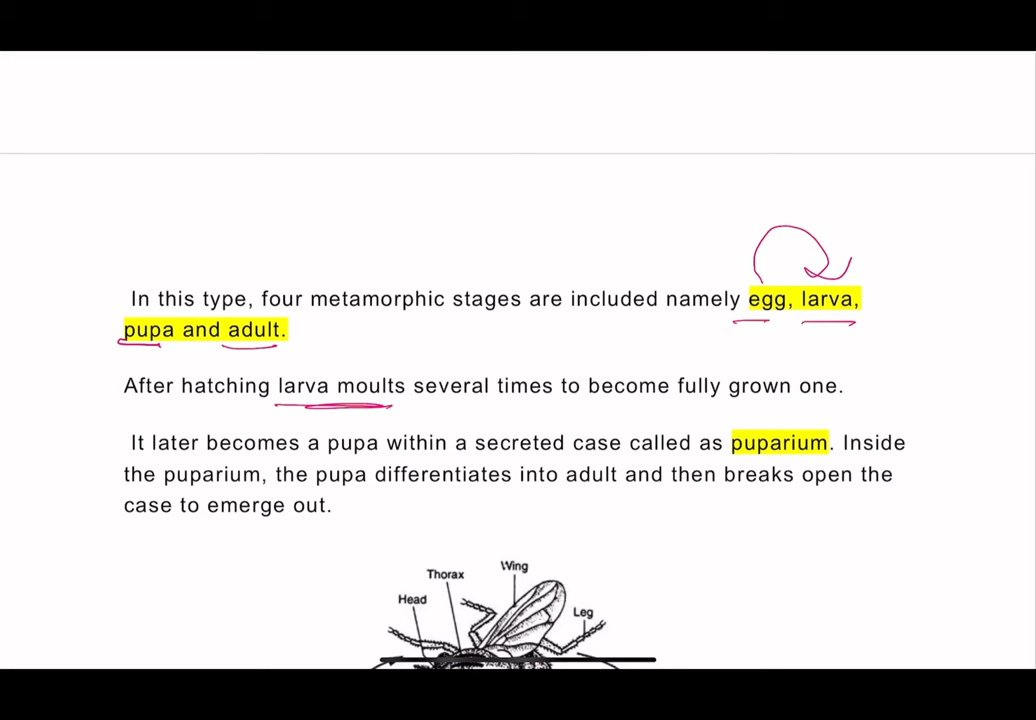 In this type, four metamorphic stages are included namely egg, larva,
pupa and adult.
After hatching larva moults several times to become fully grown one.
It later becomes a pupa within a secreted case called as puparium. Inside
the puparium, the pupa differentiates into adult and then breaks open the
case to emerge out.
Wing
Thorax
Head
Leg